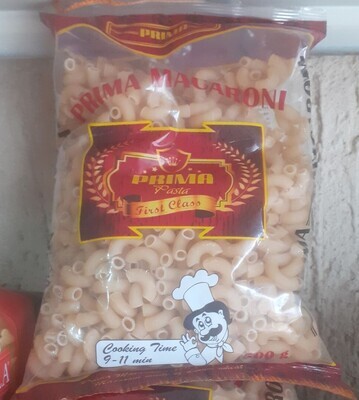 PRIMA
PRIMA MACARONI
PRIMA
Pasta
First Class
Cooking Time
9-11 min